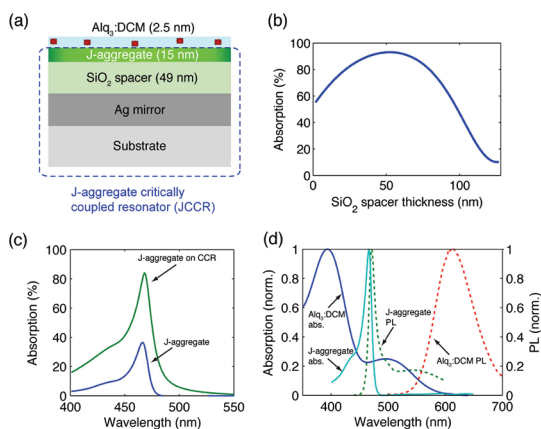 (a)
Alq3:DCM (2.5 nm)
J-aggregate (15 nm)
SiO2 spacer (49 nm)
Ag mirror
Substrate
J-aggregate critically
coupled resonator (JCCR)
(b)
100
80
60
40
20
0
Absorption (%)
0
50
100
SiO2 spacer thickness (nm)
(c)
100
80
60
40
20
0
Absorption (%)
J-aggregate on CCR
J-aggregate
400
450
500
550
Wavelength (nm)
(d)
1
0.8
0.6
0.4
0.2
0
Absorption (norm.)
Alq3:DCM
abs.
J-aggregate
abs.
J-aggregate
PL
Alq3:DCM PL
1
0.8
0.6
0.4
0.2
0
PL (norm.)
400
500
600
700
Wavelength (nm)